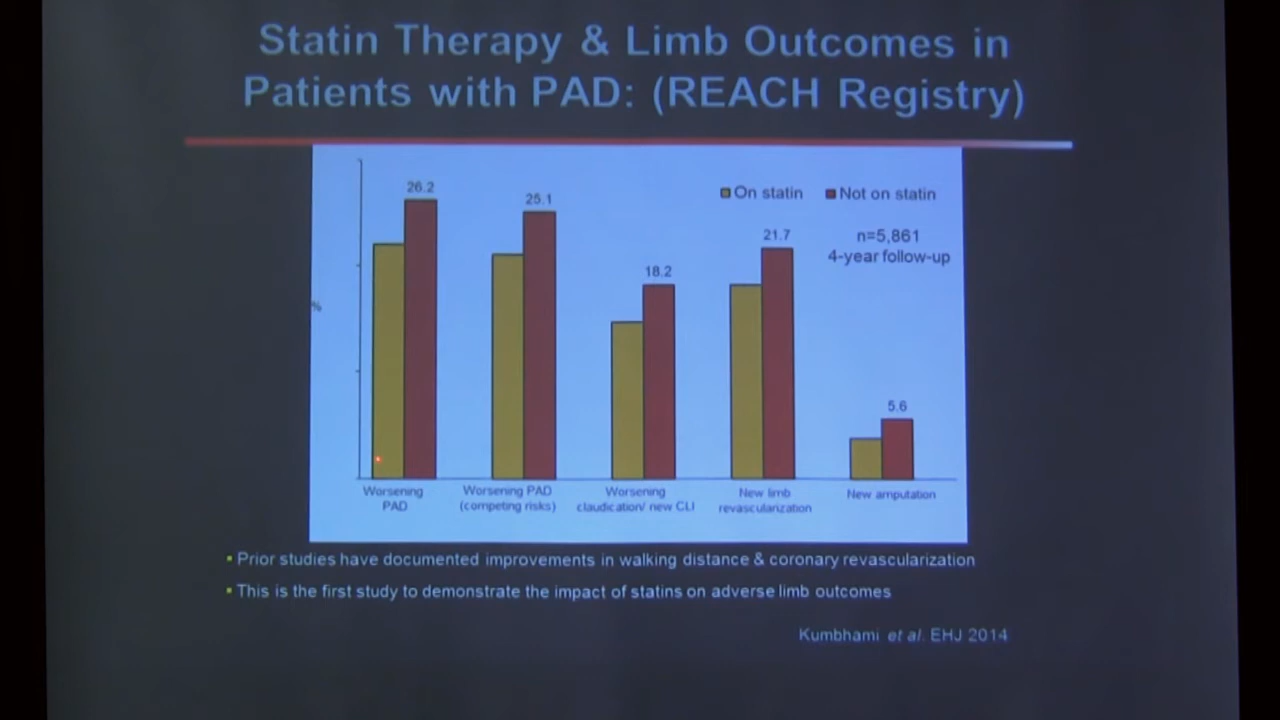 Statin Therapy & Limb Outcomes in
Patients with PAD: (REACH Registry)
26.2
25.1
18.2
21.7
5.6
On statin
Not on statin
n=5,861
4-year follow-up
%
Worsening
PAD
Worsening PAD
(competing risks)
Worsening
claudication/ new CLI
New limb
revascularization
New amputation
▪ Prior studies have documented improvements in walking distance & coronary revascularization
▪ This is the first study to demonstrate the impact of statins on adverse limb outcomes
Kumbhami et al. EHJ 2014